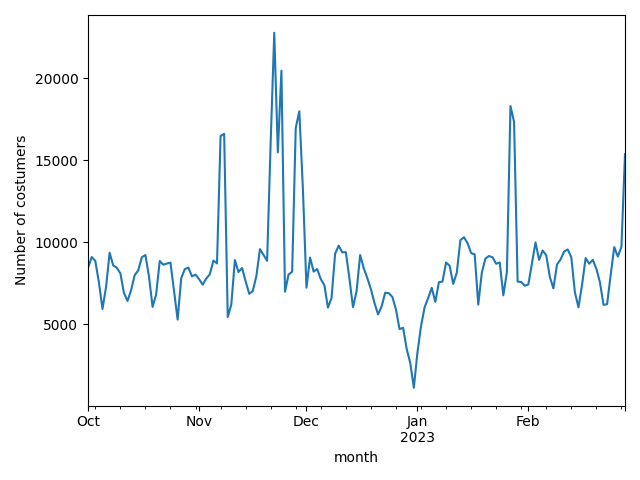 20000
15000
10000
5000
Number of costumers
Oct
Nov
Dec
Jan
2023
Feb
month